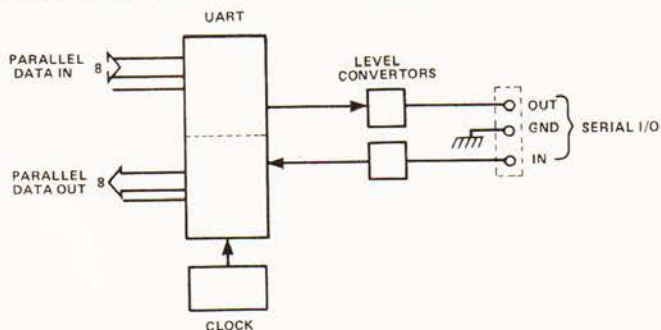 UART
PARALLEL
DATA IN 8
LEVEL
CONVERTORS
OUT
GND
SERIAL I/O
IN
PARALLEL
DATA OUT 8
CLOCK